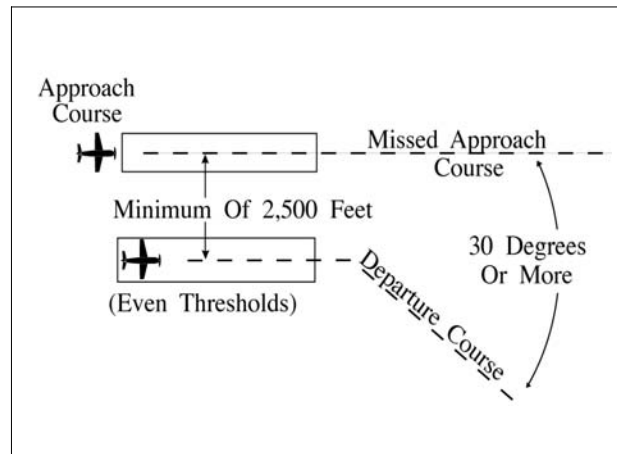 Approach
Course
Missed Approach
Course
Minimum Of 2,500 Feet
30 Degrees
Or More
Departure Course
(Even Thresholds)